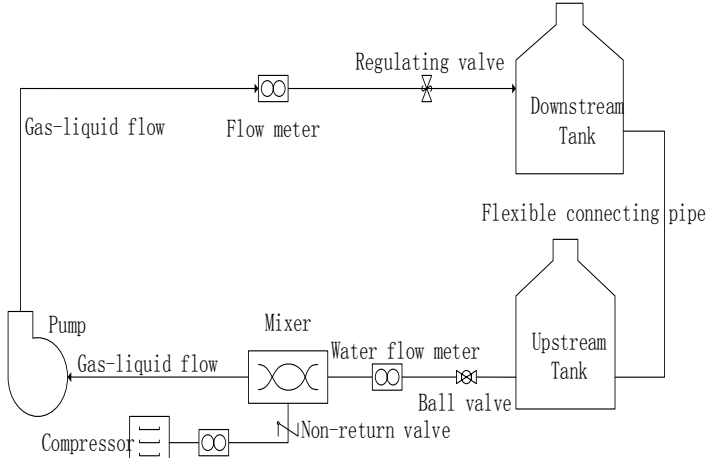 Regulating valve
Gas-liquid flow
Flow meter
Downstream
Tank
Flexible connecting pipe
Pump
Mixer
Gas-liquid flow
Water flow meter
Upstream
Tank
Ball valve
Compressor
Non-return valve